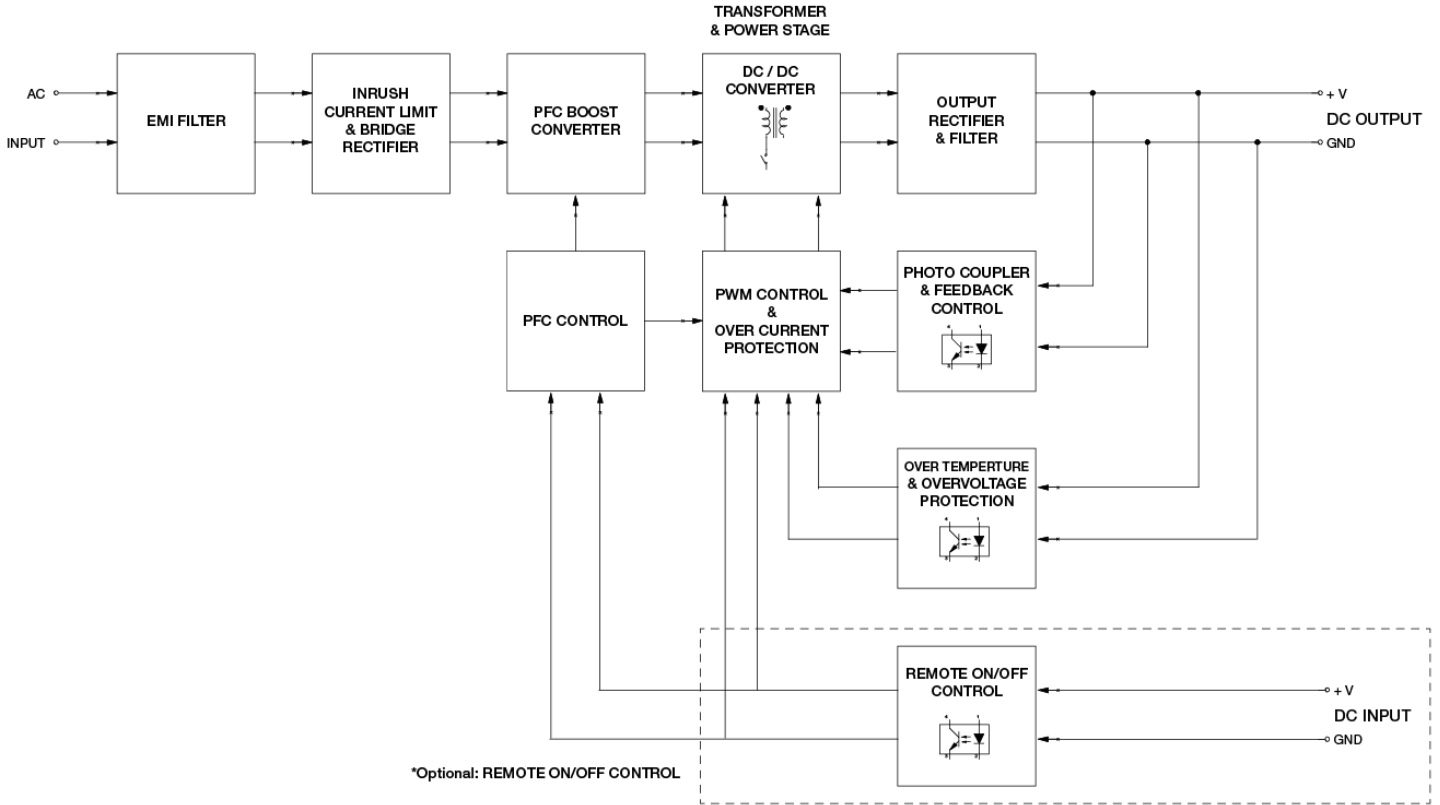 TRANSFORMER
& POWER STAGE
AC
INPUT
EMI FILTER
INRUSH
CURRENT LIMIT
& BRIDGE
RECTIFIER
PFC BOOST
CONVERTER
DC / DC
CONVERTER
OUTPUT
RECTIFIER
& FILTER
+ V
DC OUTPUT
GND
PFC CONTROL
PWM CONTROL
&
OVER CURRENT
PROTECTION
PHOTO COUPLER
& FEEDBACK
CONTROL
OVER TEMPERTURE
& OVERVOLTAGE
PROTECTION
REMOTE ON/OFF
CONTROL
+ V
DC INPUT
GND
*Optional: REMOTE ON/OFF CONTROL